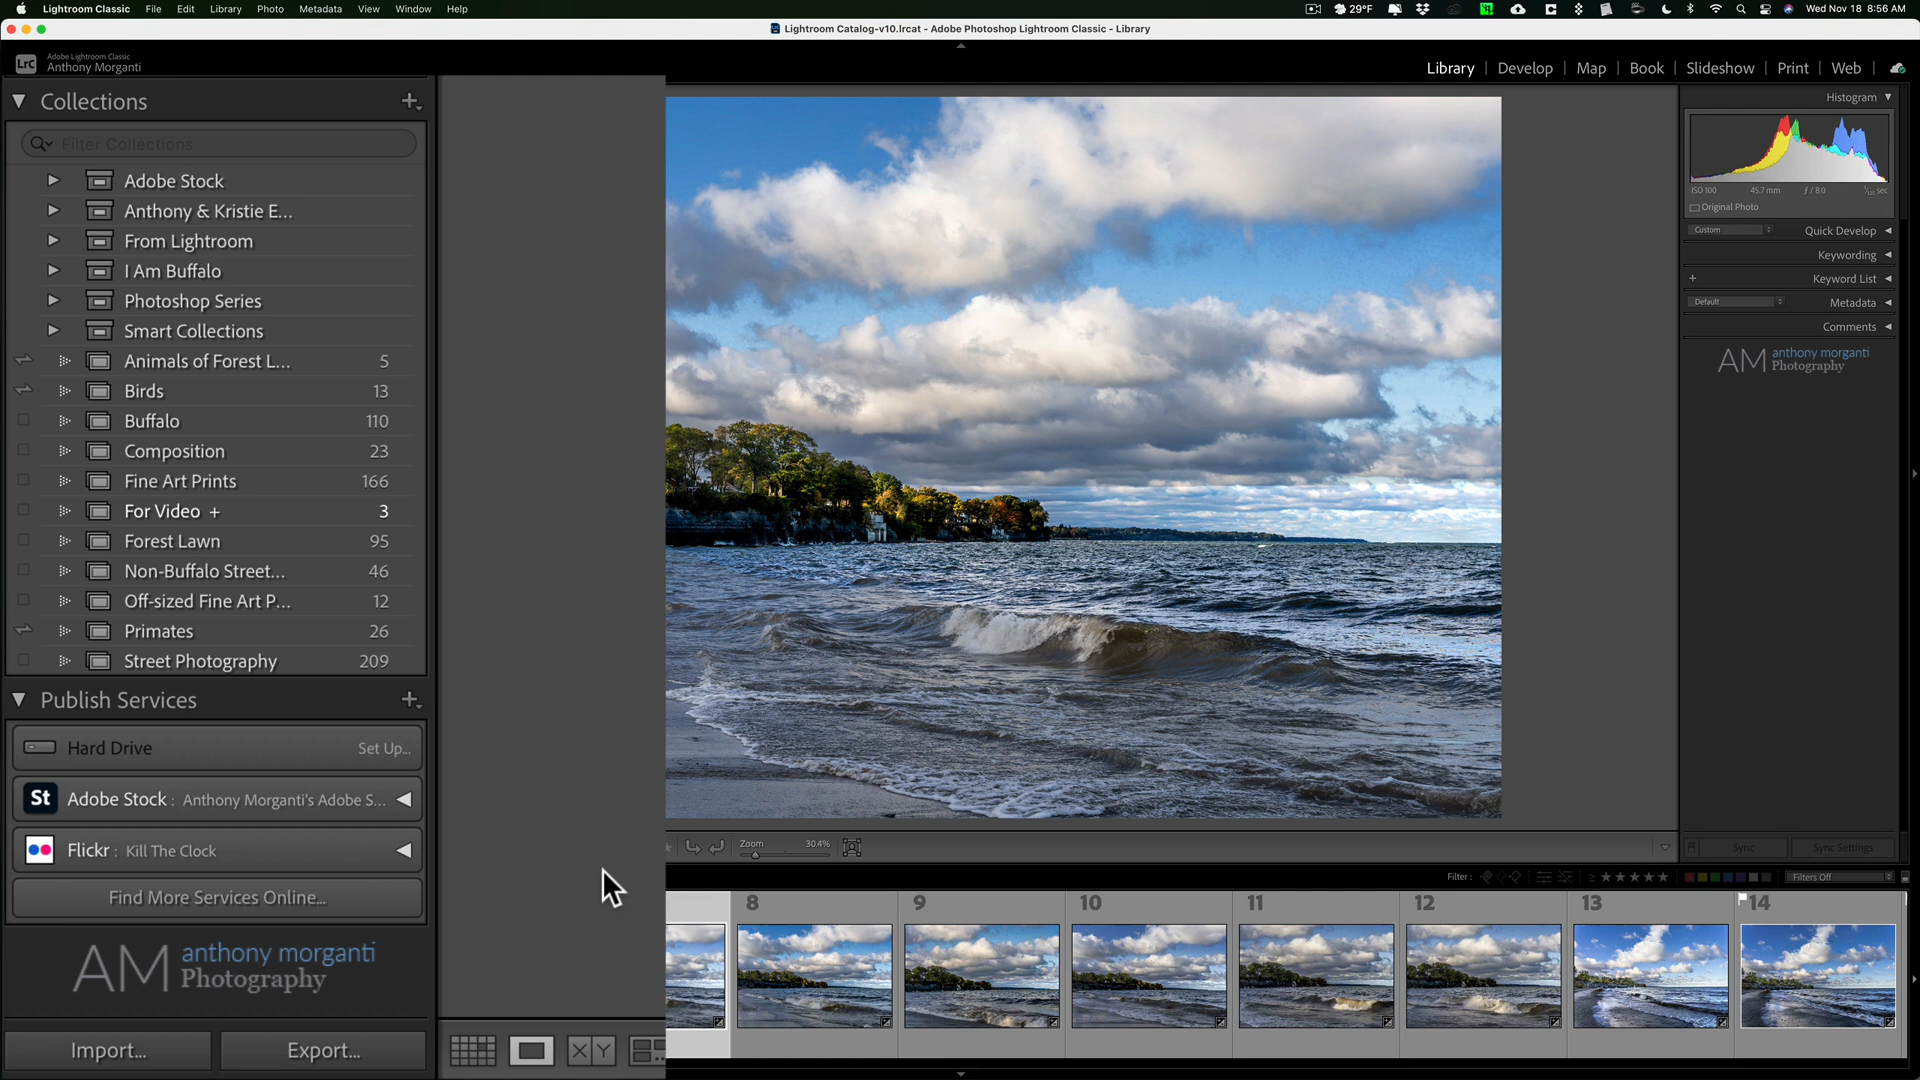 Lightroom Classic File Edit Library Photo Metadata View Window Help 29°F Wed Nov 18 8:56 AM
Lightroom Catalog-v10.lrcat - Adobe Photoshop Lightroom Classic - Library
LrC Adobe Lightroom Classic
Anthony Morganti
Library | Develop | Map | Book | Slideshow | Print | Web
Collections
Filter Collections
Adobe Stock
Anthony & Kristie E...
From Lightroom
I Am Buffalo
Photoshop Series
Smart Collections
Animals of Forest L... 5
Birds 13
Buffalo 110
Composition 23
Fine Art Prints 166
For Video + 3
Forest Lawn 95
Non-Buffalo Street... 46
Off-sized Fine Art P... 12
Primates 26
Street Photography 209
Publish Services
Hard Drive Set Up...
St Adobe Stock : Anthony Morganti's Adobe S...
Flickr : Kill The Clock
Find More Services Online...
AM anthony morganti
Photography
Import... Export...
XY
Zoom 30.4%
Filter : Filters Off
8 9 10 11 12 13 14
Histogram
ISO 100 45.7 mm ƒ / 8.0
Original Photo
Custom Quick Develop
Keywording
+ Keyword List
Default Metadata
Comments
AM anthony morganti
Photography
Sync Sync Settings